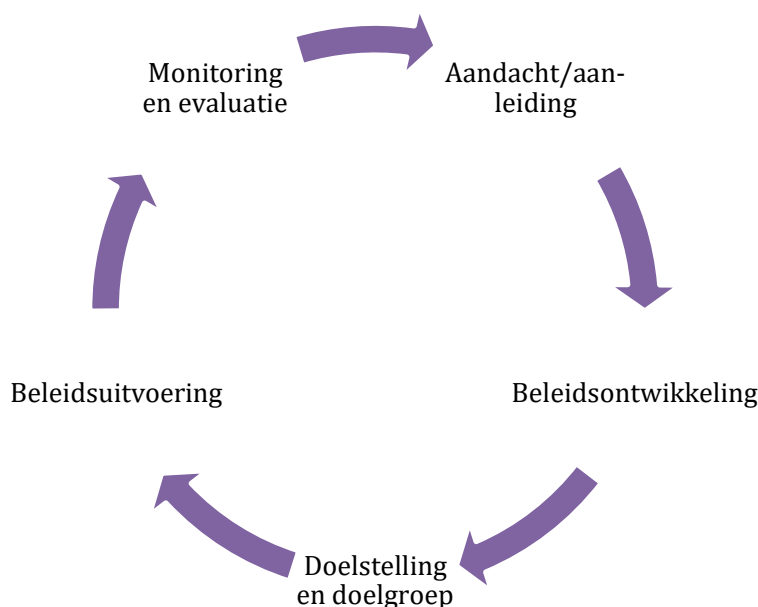 Monitoring
en evaluatie
Aandacht/aan-
leiding
Beleidsuitvoering
Beleidsontwikkeling
Doelstelling
en doelgroep